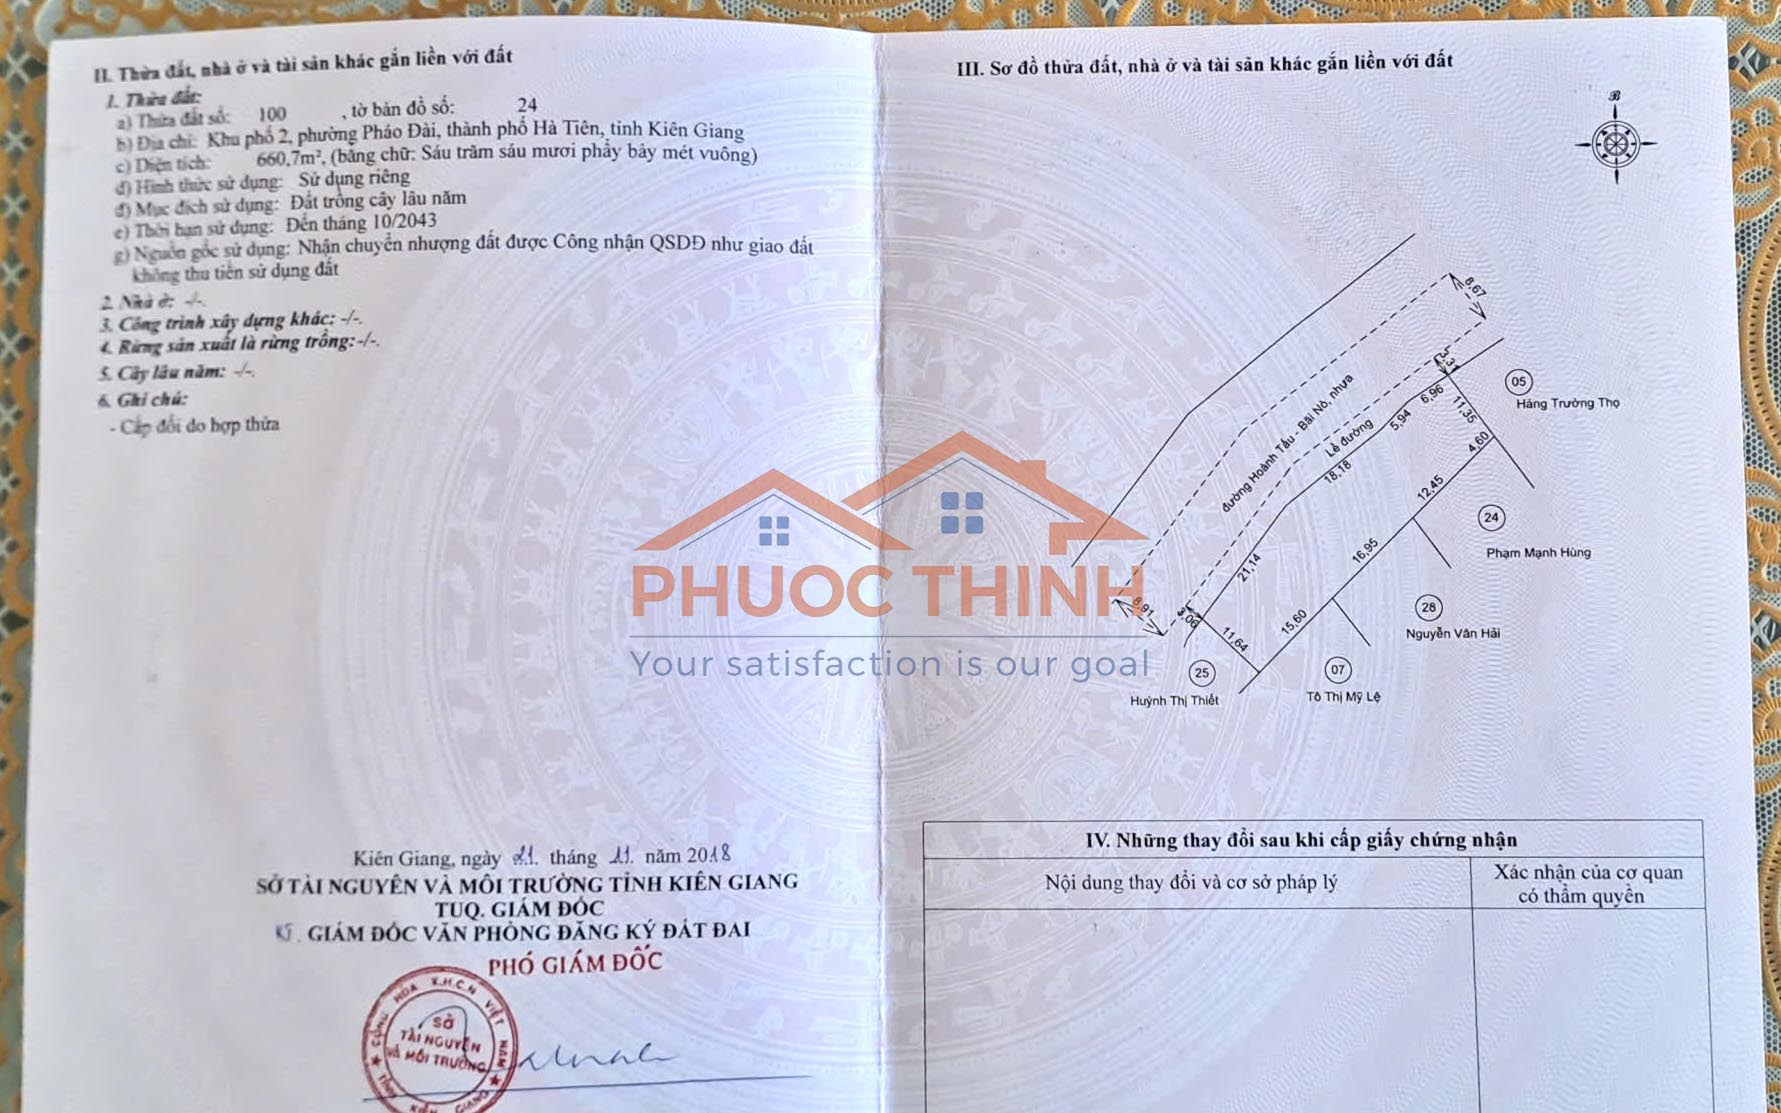 II. Thửa đất, nhà ở và tài sản khác gắn liền với đất
1. Thửa đất:
a) Thửa đất số: 100 , tờ bản đồ số: 24
b) Địa chỉ: Khu phố 2, phường Pháo Đài, thành phố Hà Tiên, tỉnh Kiên Giang
c) Diện tích: 660,7m², (bằng chữ: Sáu trăm sáu mươi phẩy bảy mét vuông)
d) Hình thức sử dụng: Sử dụng riêng
đ) Mục đích sử dụng: Đất trồng cây lâu năm
e) Thời hạn sử dụng: Đến tháng 10/2043
g) Nguồn gốc sử dụng: Nhận chuyển nhượng đất được Công nhận QSDĐ như giao đất
không thu tiền sử dụng đất
2. Nhà ở: -/-.
3. Công trình xây dựng khác: -/-.
4. Rừng sản xuất là rừng trồng: -/-.
5. Cây lâu năm: -/-.
6. Ghi chú:
- Cấp đổi do hợp thửa
Kiên Giang, ngày 21. tháng 11. năm 2018
SỞ TÀI NGUYÊN VÀ MÔI TRƯỜNG TỈNH KIÊN GIANG
TUQ. GIÁM ĐỐC
KT. GIÁM ĐỐC VĂN PHÒNG ĐĂNG KÝ ĐẤT ĐAI
PHÓ GIÁM ĐỐC
CỘNG HÒA X.H.C.N VIỆT NAM
SỞ
TÀI NGUYÊN
VÀ MÔI TRƯỜNG
TỈNH KIÊN GIANG
III. Sơ đồ thửa đất, nhà ở và tài sản khác gắn liền với đất
B
8,67
3,31
05
Hàng Trường Thọ
6,96
11,35
đường Hoành Tấu - Bãi Nò, nhựa
Lề đường
5,94
4,60
18,18
12,45
24
Phạm Mạnh Hùng
21,14
16,95
8,91
3,06
11,64
15,60
28
Nguyễn Văn Hải
25
Huỳnh Thị Thiết
07
Tô Thị Mỹ Lệ
PHUOC THINH
Your satisfaction is our goal
IV. Những thay đổi sau khi cấp giấy chứng nhận
Nội dung thay đổi và cơ sở pháp lý
Xác nhận của cơ quan
có thẩm quyền